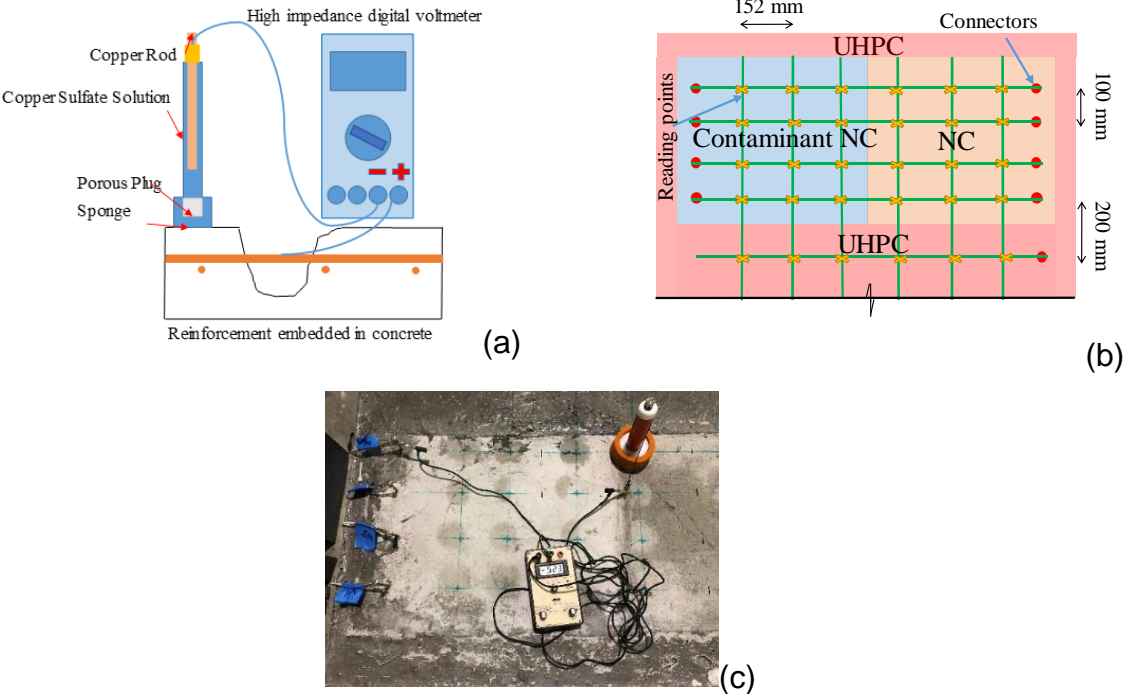 High impedance digital voltmeter
Copper Rod
Copper Sulfate Solution
Porous Plug
Sponge
Reinforcement embedded in concrete
(a)
152 mm
Connectors
UHPC
Reading points
100 mm
Contaminant NC
NC
200 mm
UHPC
(b)
(c)